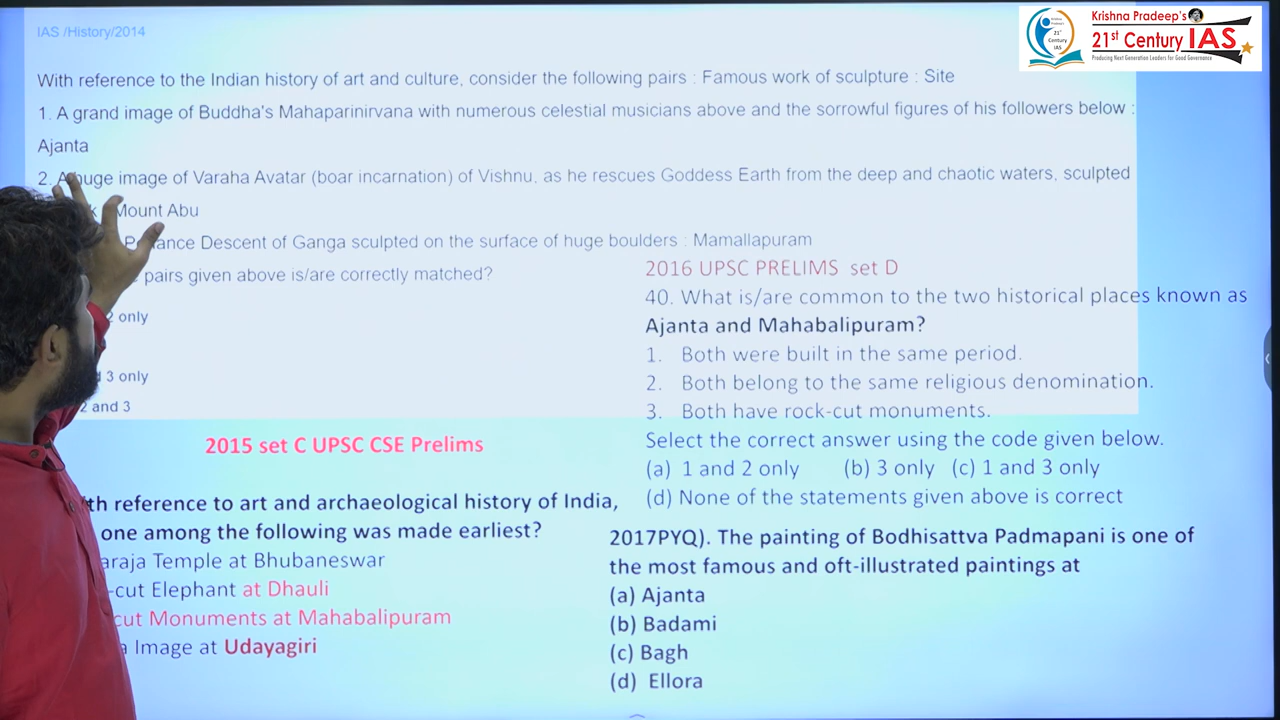 IAS /History/2014
Krishna Pradeep's
21st Century IAS
Producing Next Generation Leaders for Good Governance
Krishna Pradeep's
21st
Century
IAS
With reference to the Indian history of art and culture, consider the following pairs : Famous work of sculpture : Site
1. A grand image of Buddha's Mahaparinirvana with numerous celestial musicians above and the sorrowful figures of his followers below :
Ajanta
2. A huge image of Varaha Avatar (boar incarnation) of Vishnu, as he rescues Goddess Earth from the deep and chaotic waters, sculpted
Mount Abu
Descent of Ganga sculpted on the surface of huge boulders : Mamallapuram
pairs given above is/are correctly matched?
2 only
3 only
2 and 3
2016 UPSC PRELIMS set D
40. What is/are common to the two historical places known as
Ajanta and Mahabalipuram?
1. Both were built in the same period.
2. Both belong to the same religious denomination.
3. Both have rock-cut monuments.
Select the correct answer using the code given below.
(a) 1 and 2 only (b) 3 only (c) 1 and 3 only
(d) None of the statements given above is correct
2015 set C UPSC CSE Prelims
th reference to art and archaeological history of India,
one among the following was made earliest?
araja Temple at Bhubaneswar
-cut Elephant at Dhauli
cut Monuments at Mahabalipuram
a Image at Udayagiri
2017PYQ). The painting of Bodhisattva Padmapani is one of
the most famous and oft-illustrated paintings at
(a) Ajanta
(b) Badami
(c) Bagh
(d) Ellora